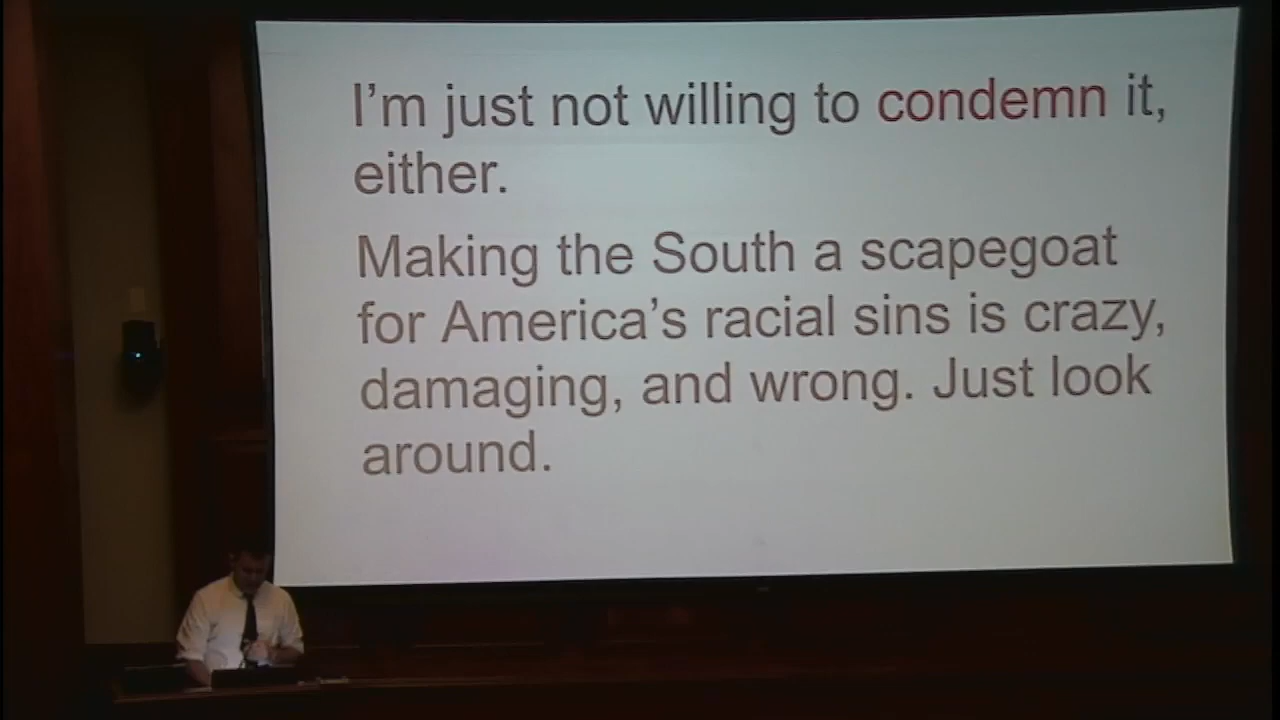 I'm just not willing to condemn it,
either.
Making the South a scapegoat
for America's racial sins is crazy,
damaging, and wrong. Just look
around.